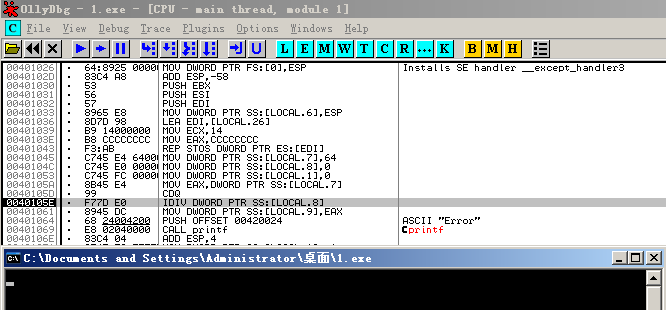 OllyDbg - 1.exe - [CPU - main thread, module 1]
C File View Debug Trace Plugins Options Windows Help
L E M W T C R ... K B M H
00401026 · 64:8925 00000 MOV DWORD PTR FS:[0],ESP Installs SE handler __except_handler3
0040102D · 83C4 A8 ADD ESP,-58
00401030 · 53 PUSH EBX
00401031 · 56 PUSH ESI
00401032 · 57 PUSH EDI
00401033 · 8965 E8 MOV DWORD PTR SS:[LOCAL.6],ESP
00401036 · 8D7D 98 LEA EDI,[LOCAL.26]
00401039 · B9 14000000 MOV ECX,14
0040103E · B8 CCCCCCCC MOV EAX,CCCCCCCC
00401043 · F3:AB REP STOS DWORD PTR ES:[EDI]
00401045 · C745 E4 64000 MOV DWORD PTR SS:[LOCAL.7],64
0040104C · C745 E0 00000 MOV DWORD PTR SS:[LOCAL.8],0
00401053 · C745 FC 00000 MOV DWORD PTR SS:[LOCAL.1],0
0040105A · 8B45 E4 MOV EAX,DWORD PTR SS:[LOCAL.7]
0040105D · 99 CDQ
0040105E · F77D E0 IDIV DWORD PTR SS:[LOCAL.8]
00401061 · 8945 DC MOV DWORD PTR SS:[LOCAL.9],EAX
00401064 · 68 24004200 PUSH OFFSET 00420024 ASCII "Error"
00401069 · E8 02040000 CALL printf printf
0040106E · 83C4 04 ADD ESP,4
C:\Documents and Settings\Administrator\桌面\1.exe